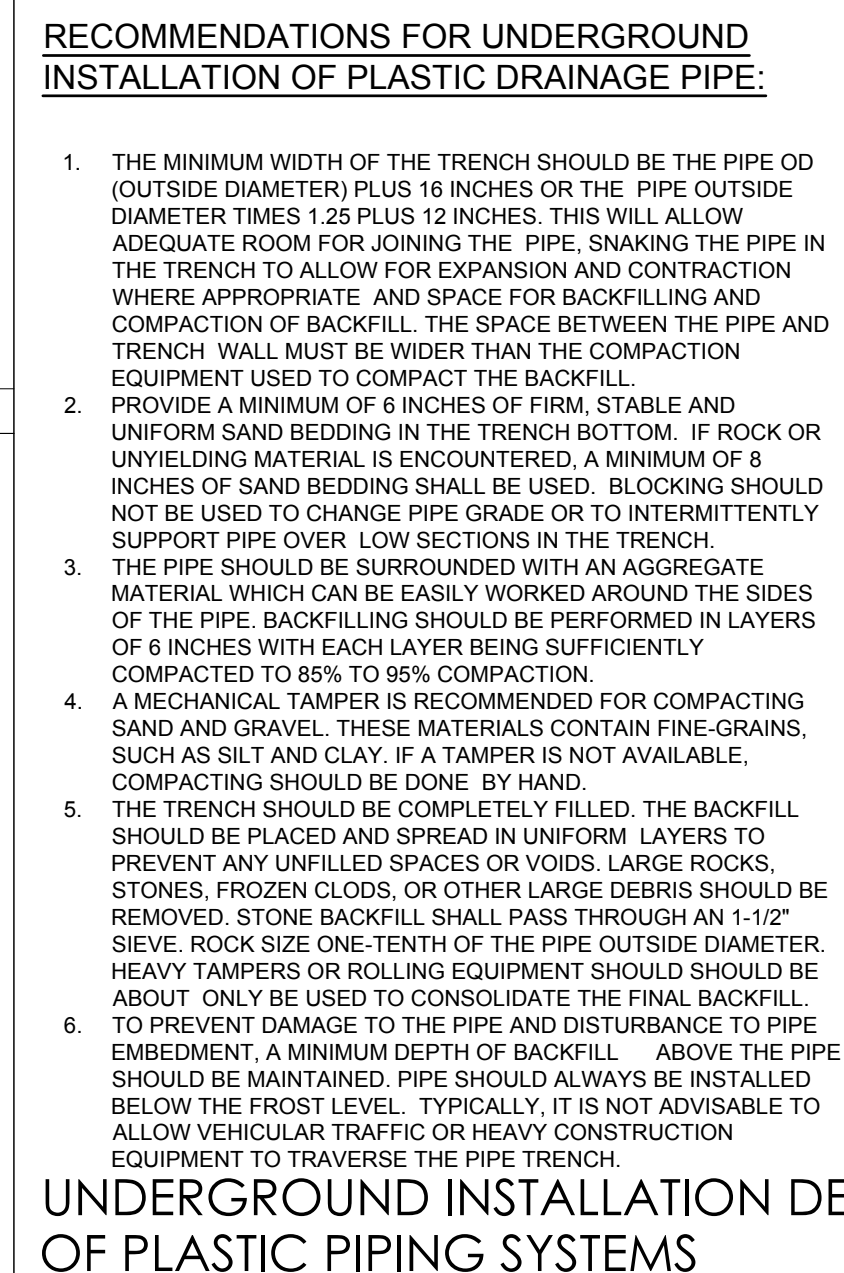 RECOMMENDATIONS FOR UNDERGROUND
INSTALLATION OF PLASTIC DRAINAGE PIPE:
1. THE MINIMUM WIDTH OF THE TRENCH SHOULD BE THE PIPE OD
(OUTSIDE DIAMETER) PLUS 16 INCHES OR THE PIPE OUTSIDE
DIAMETER TIMES 1.25 PLUS 12 INCHES. THIS WILL ALLOW
ADEQUATE ROOM FOR JOINING THE PIPE, SNAKING THE PIPE IN
THE TRENCH TO ALLOW FOR EXPANSION AND CONTRACTION
WHERE APPROPRIATE AND SPACE FOR BACKFILLING AND
COMPACTION OF BACKFILL. THE SPACE BETWEEN THE PIPE AND
TRENCH WALL MUST BE WIDER THAN THE COMPACTION
EQUIPMENT USED TO COMPACT THE BACKFILL.
2. PROVIDE A MINIMUM OF 6 INCHES OF FIRM, STABLE AND
UNIFORM SAND BEDDING IN THE TRENCH BOTTOM. IF ROCK OR
UNYIELDING MATERIAL IS ENCOUNTERED, A MINIMUM OF 8
INCHES OF SAND BEDDING SHALL BE USED. BLOCKING SHOULD
NOT BE USED TO CHANGE PIPE GRADE OR TO INTERMITTENTLY
SUPPORT PIPE OVER LOW SECTIONS IN THE TRENCH.
3. THE PIPE SHOULD BE SURROUNDED WITH AN AGGREGATE
MATERIAL WHICH CAN BE EASILY WORKED AROUND THE SIDES
OF THE PIPE. BACKFILLING SHOULD BE PERFORMED IN LAYERS
OF 6 INCHES WITH EACH LAYER BEING SUFFICIENTLY
COMPACTED TO 85% TO 95% COMPACTION.
4. A MECHANICAL TAMPER IS RECOMMENDED FOR COMPACTING
SAND AND GRAVEL. THESE MATERIALS CONTAIN FINE-GRAINS,
SUCH AS SILT AND CLAY. IF A TAMPER IS NOT AVAILABLE,
COMPACTING SHOULD BE DONE BY HAND.
5. THE TRENCH SHOULD BE COMPLETELY FILLED. THE BACKFILL
SHOULD BE PLACED AND SPREAD IN UNIFORM LAYERS TO
PREVENT ANY UNFILLED SPACES OR VOIDS. LARGE ROCKS,
STONES, FROZEN CLODS, OR OTHER LARGE DEBRIS SHOULD BE
REMOVED. STONE BACKFILL SHALL PASS THROUGH AN 1-1/2"
SIEVE. ROCK SIZE ONE-TENTH OF THE PIPE OUTSIDE DIAMETER.
HEAVY TAMPERS OR ROLLING EQUIPMENT SHOULD SHOULD BE
ABOUT ONLY BE USED TO CONSOLIDATE THE FINAL BACKFILL.
6. TO PREVENT DAMAGE TO THE PIPE AND DISTURBANCE TO PIPE
EMBEDMENT, A MINIMUM DEPTH OF BACKFILL ABOVE THE PIPE
SHOULD BE MAINTAINED. PIPE SHOULD ALWAYS BE INSTALLED
BELOW THE FROST LEVEL. TYPICALLY, IT IS NOT ADVISABLE TO
ALLOW VEHICULAR TRAFFIC OR HEAVY CONSTRUCTION
EQUIPMENT TO TRAVERSE THE PIPE TRENCH.
UNDERGROUND INSTALLATION DE
OF PLASTIC PIPING SYSTEMS